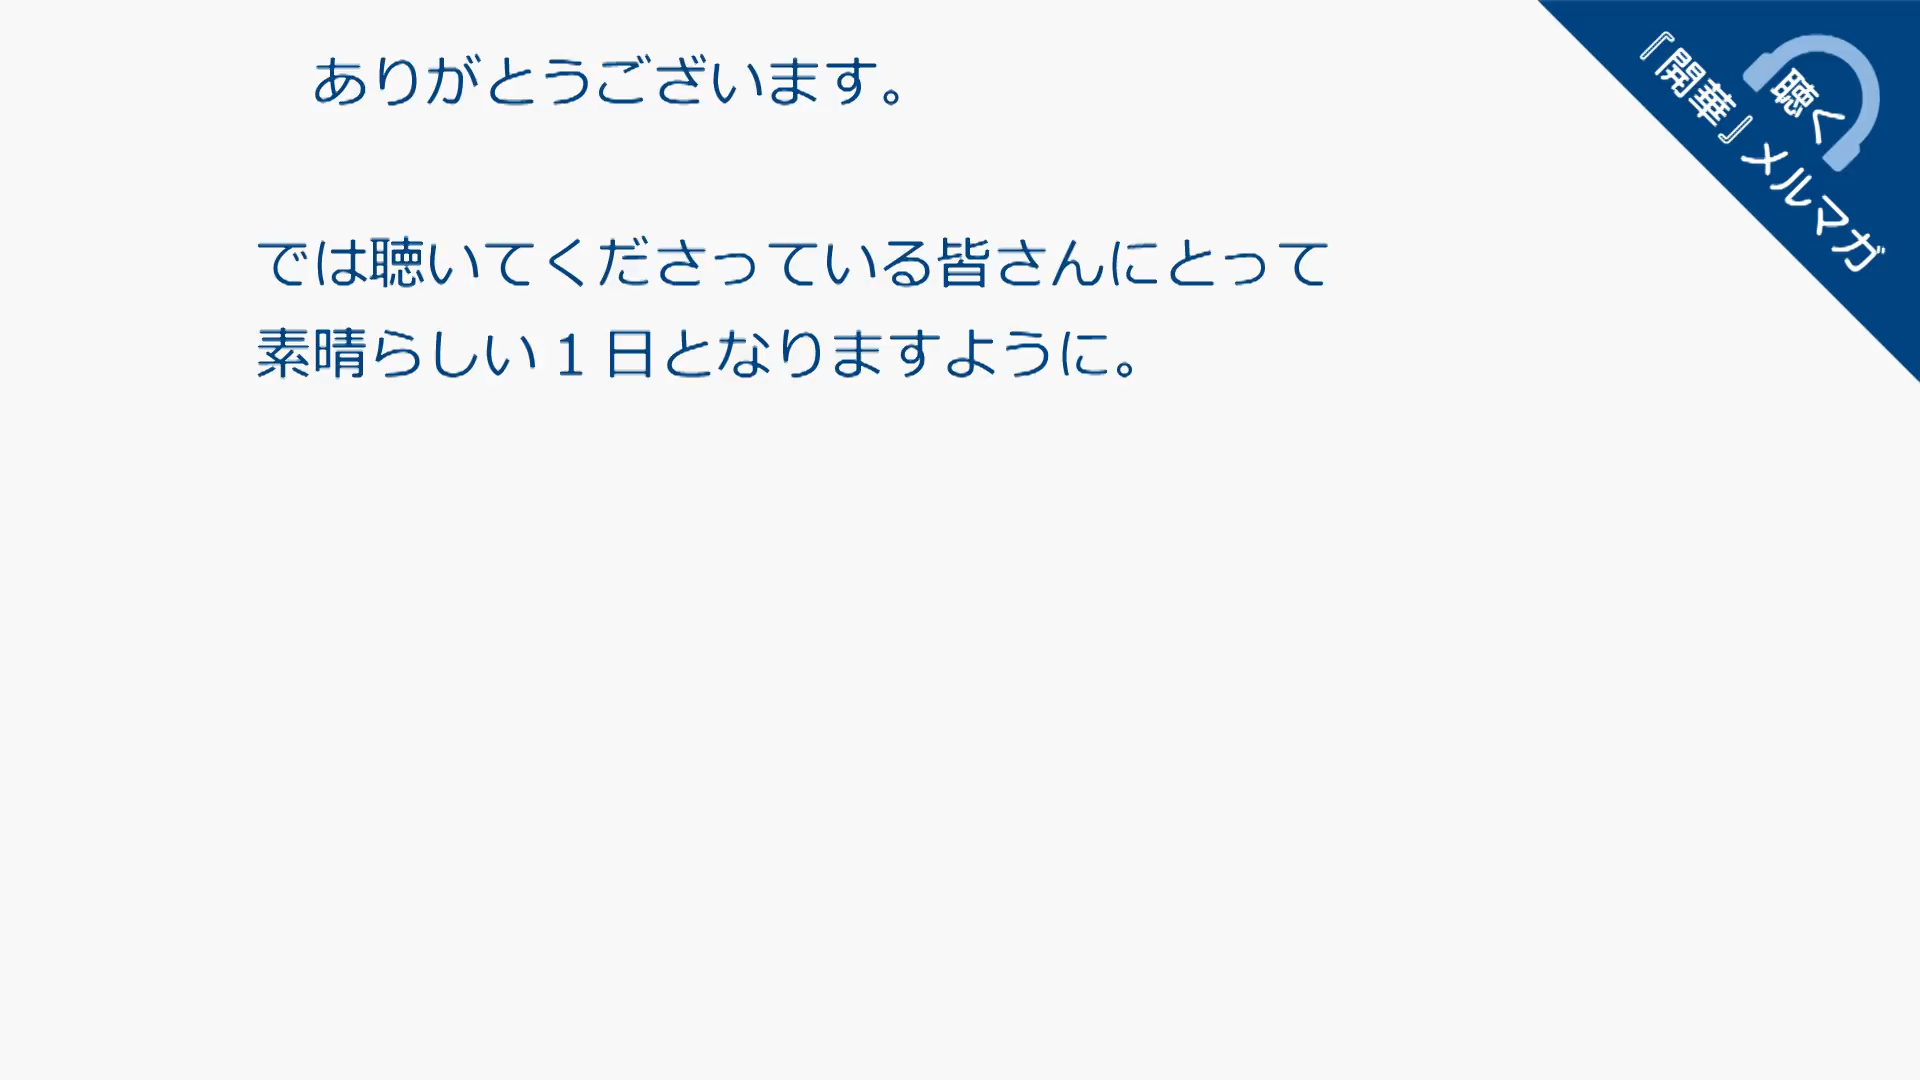 ありがとうございます。
では聴いてくださっている皆さんにとって
素晴らしい１日となりますように。
聴く
『開華』メルマガ